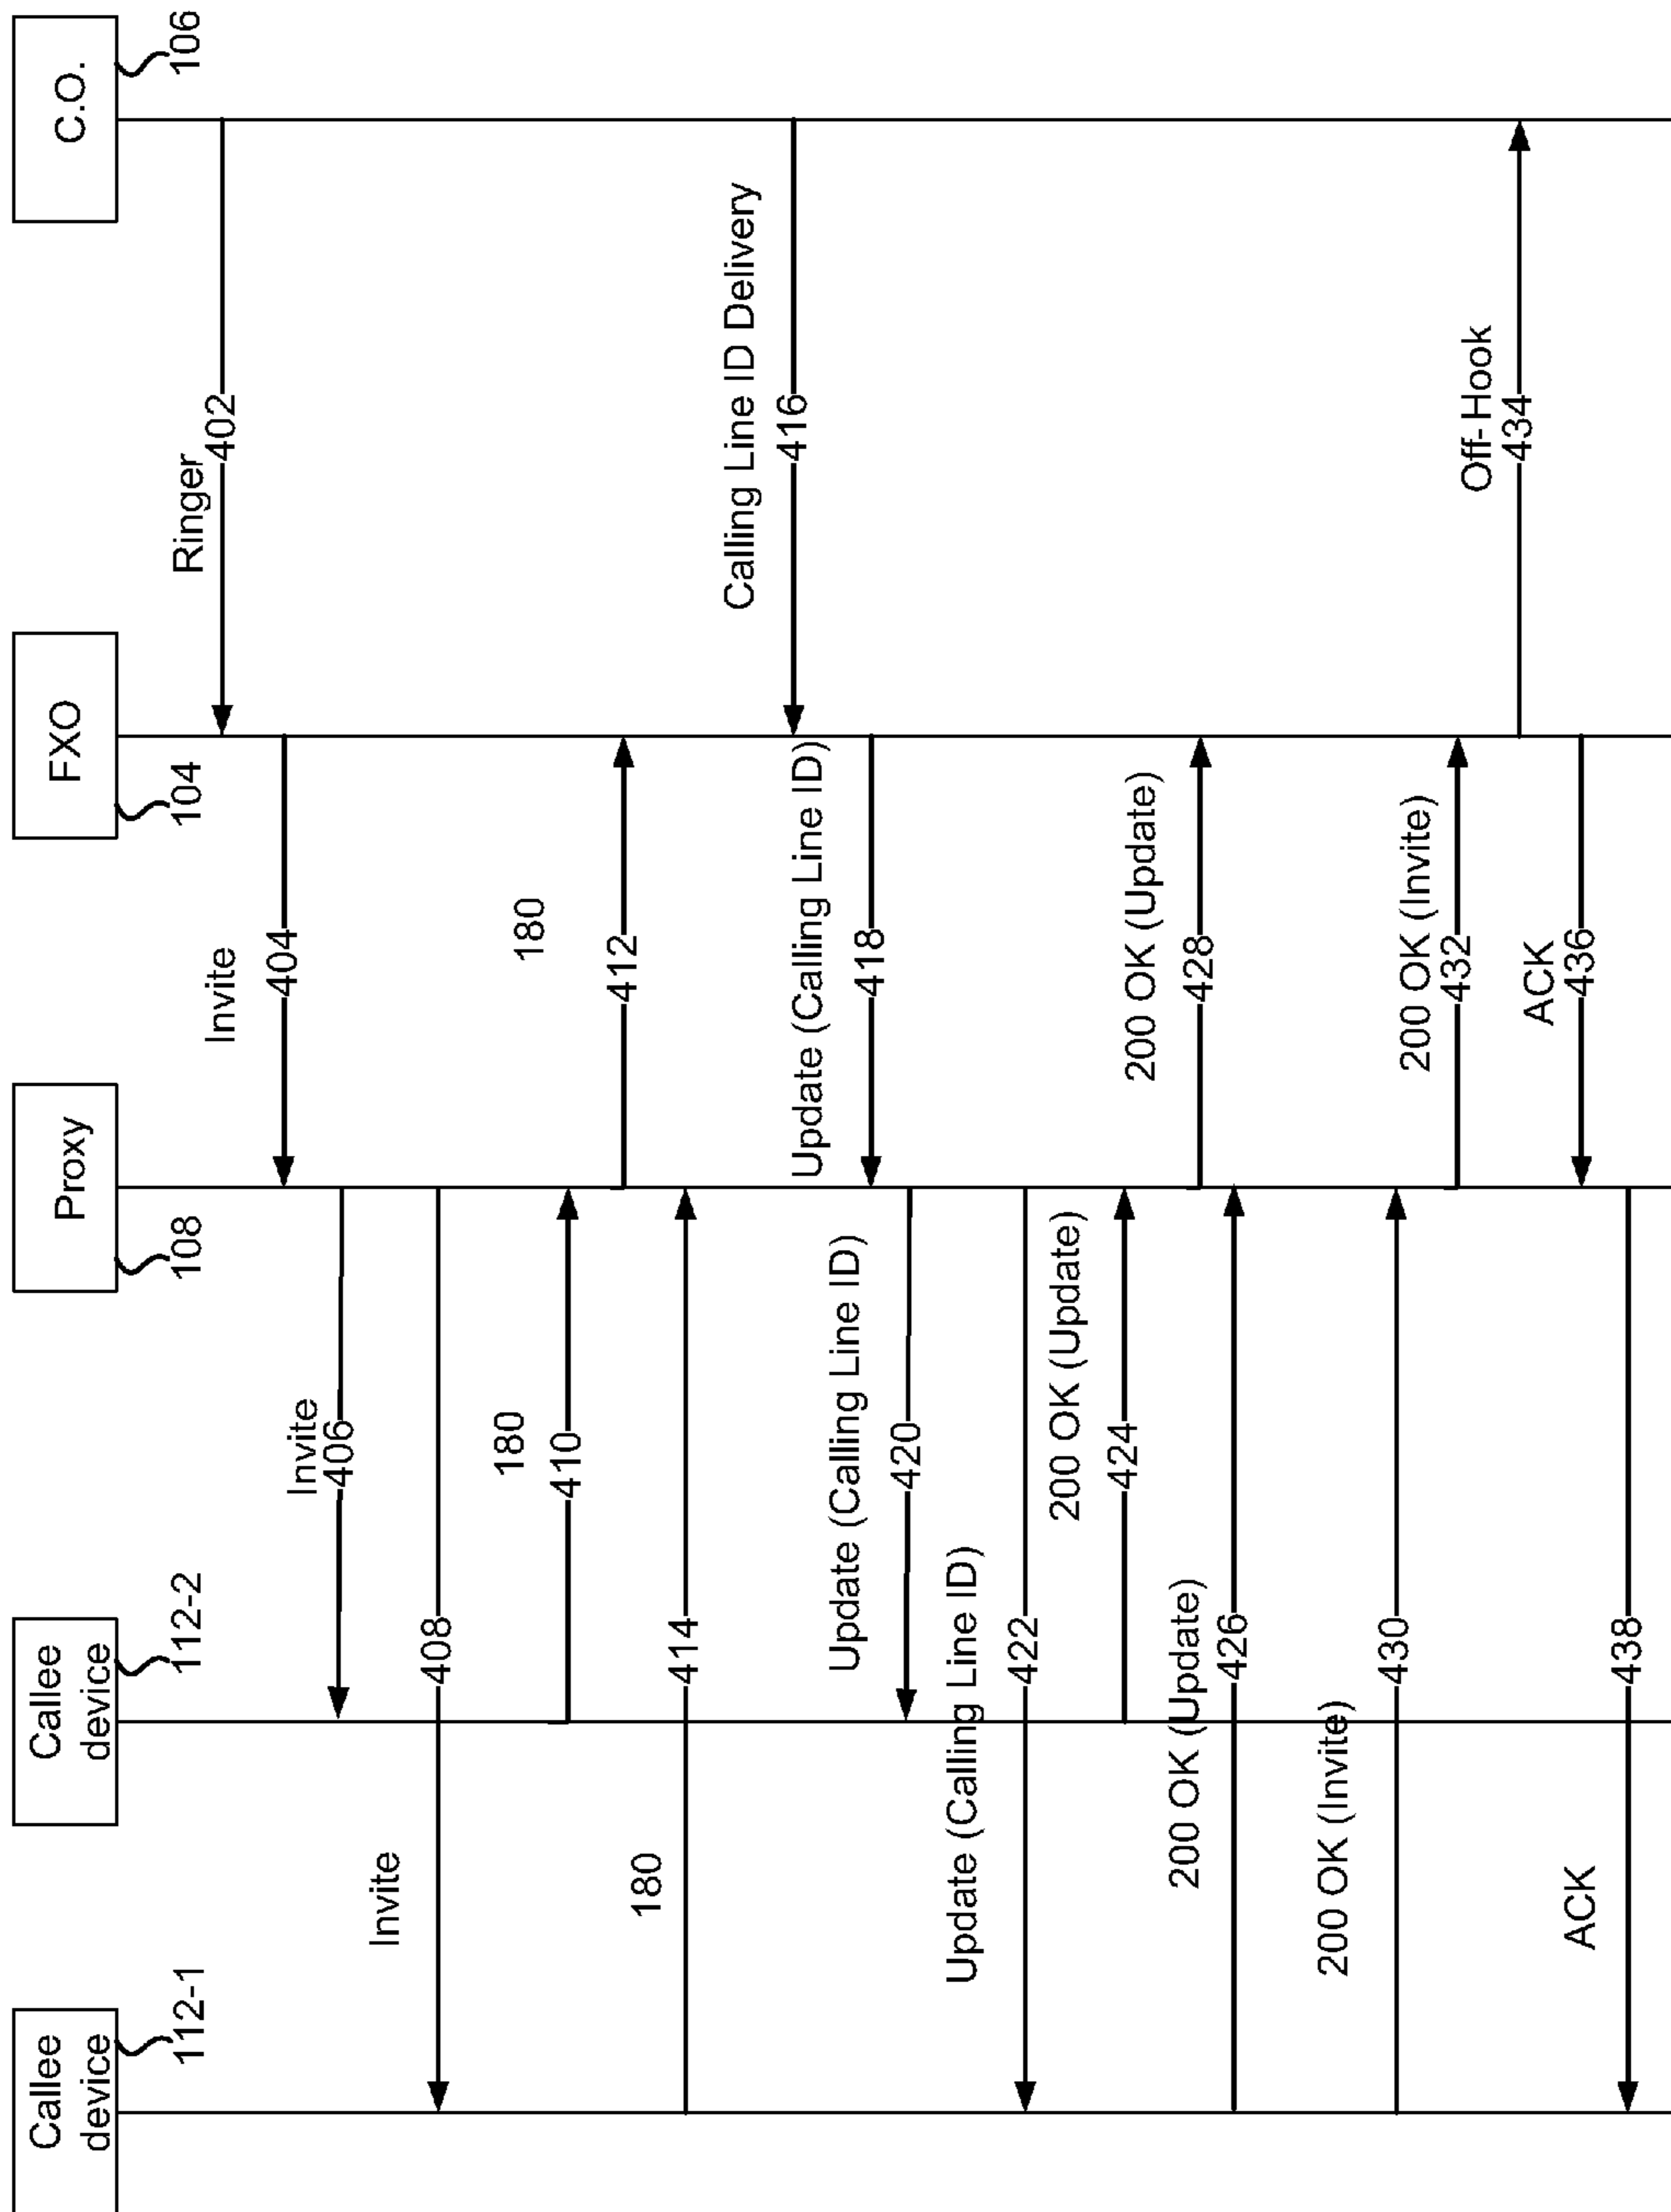 Callee
device
112-1
Callee
device
112-2
Proxy
108
FXO
104
C.O.
106
Ringer
402
Invite
404
Invite
406
Invite
408
180
410
180
412
180
414
Calling Line ID Delivery
416
Update (Calling Line ID)
418
Update (Calling Line ID)
420
Update (Calling Line ID)
422
200 OK (Update)
424
200 OK (Update)
426
200 OK (Update)
428
200 OK (Invite)
430
200 OK (Invite)
432
Off-Hook
434
ACK
436
ACK
438